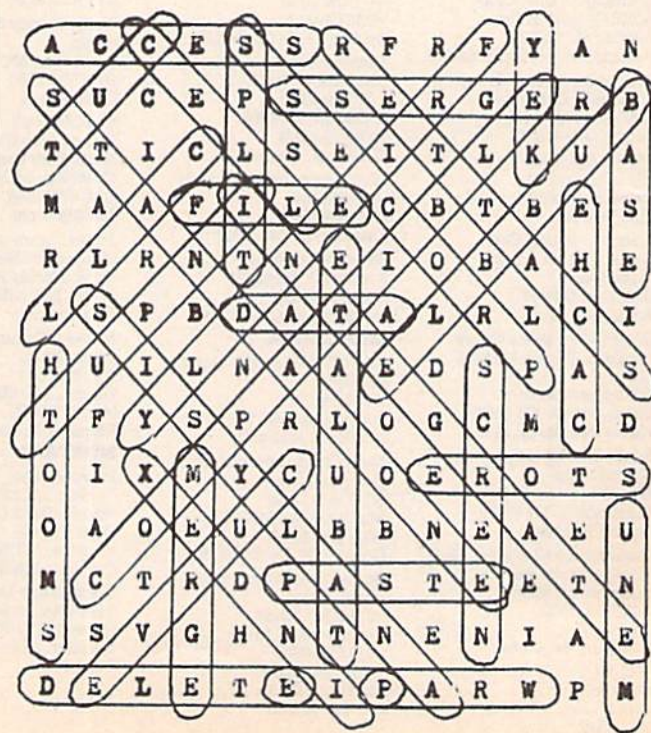 A C C E S S R F R F Y A N
S U C E P S S E R G E R B
T T I C L S E I T L K U A
M A A F I L E C B T B E S
R L R N T N E I O B A H E
L S P B D A T A L R L C I
H U I L N A A E D S P A S
T F Y S P R L O G C M C D
O I X M Y C U O E R O T S
O A O E U L B B N E A E U
M C T R D P A S T E E T N
S S V G H N T N E N I A E
D E L E T E I P A R W P M